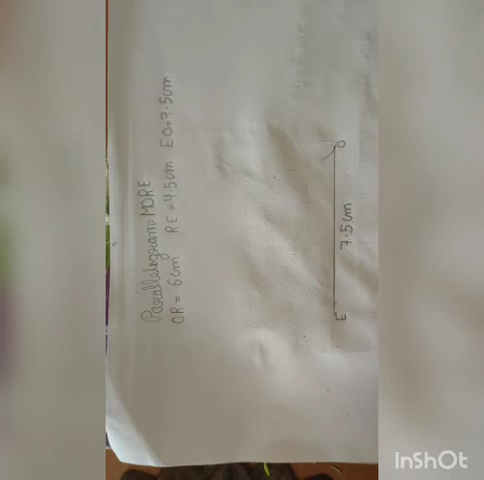 Parallelogram MORE
OR = 6cm RE = 4.5cm EO = 7.5cm
E 7.5cm O
InShOt